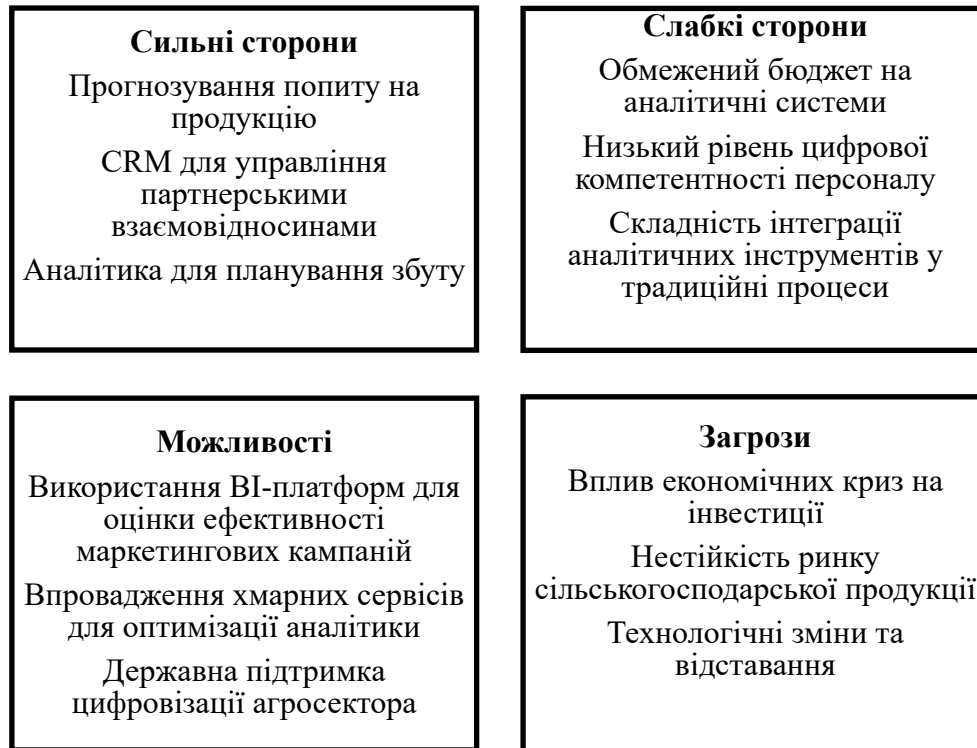 Сильні сторони
Прогнозування попиту на
продукцію
CRM для управління
партнерськими
взаємовідносинами
Аналітика для планування збуту
Слабкі сторони
Обмежений бюджет на
аналітичні системи
Низький рівень цифрової
компетентності персоналу
Складність інтеграції
аналітичних інструментів у
традиційні процеси
Можливості
Використання BI-платформ для
оцінки ефективності
маркетингових кампаній
Впровадження хмарних сервісів
для оптимізації аналітики
Державна підтримка
цифровізації агросектора
Загрози
Вплив економічних криз на
інвестиції
Нестійкість ринку
сільськогосподарської продукції
Технологічні зміни та
відставання